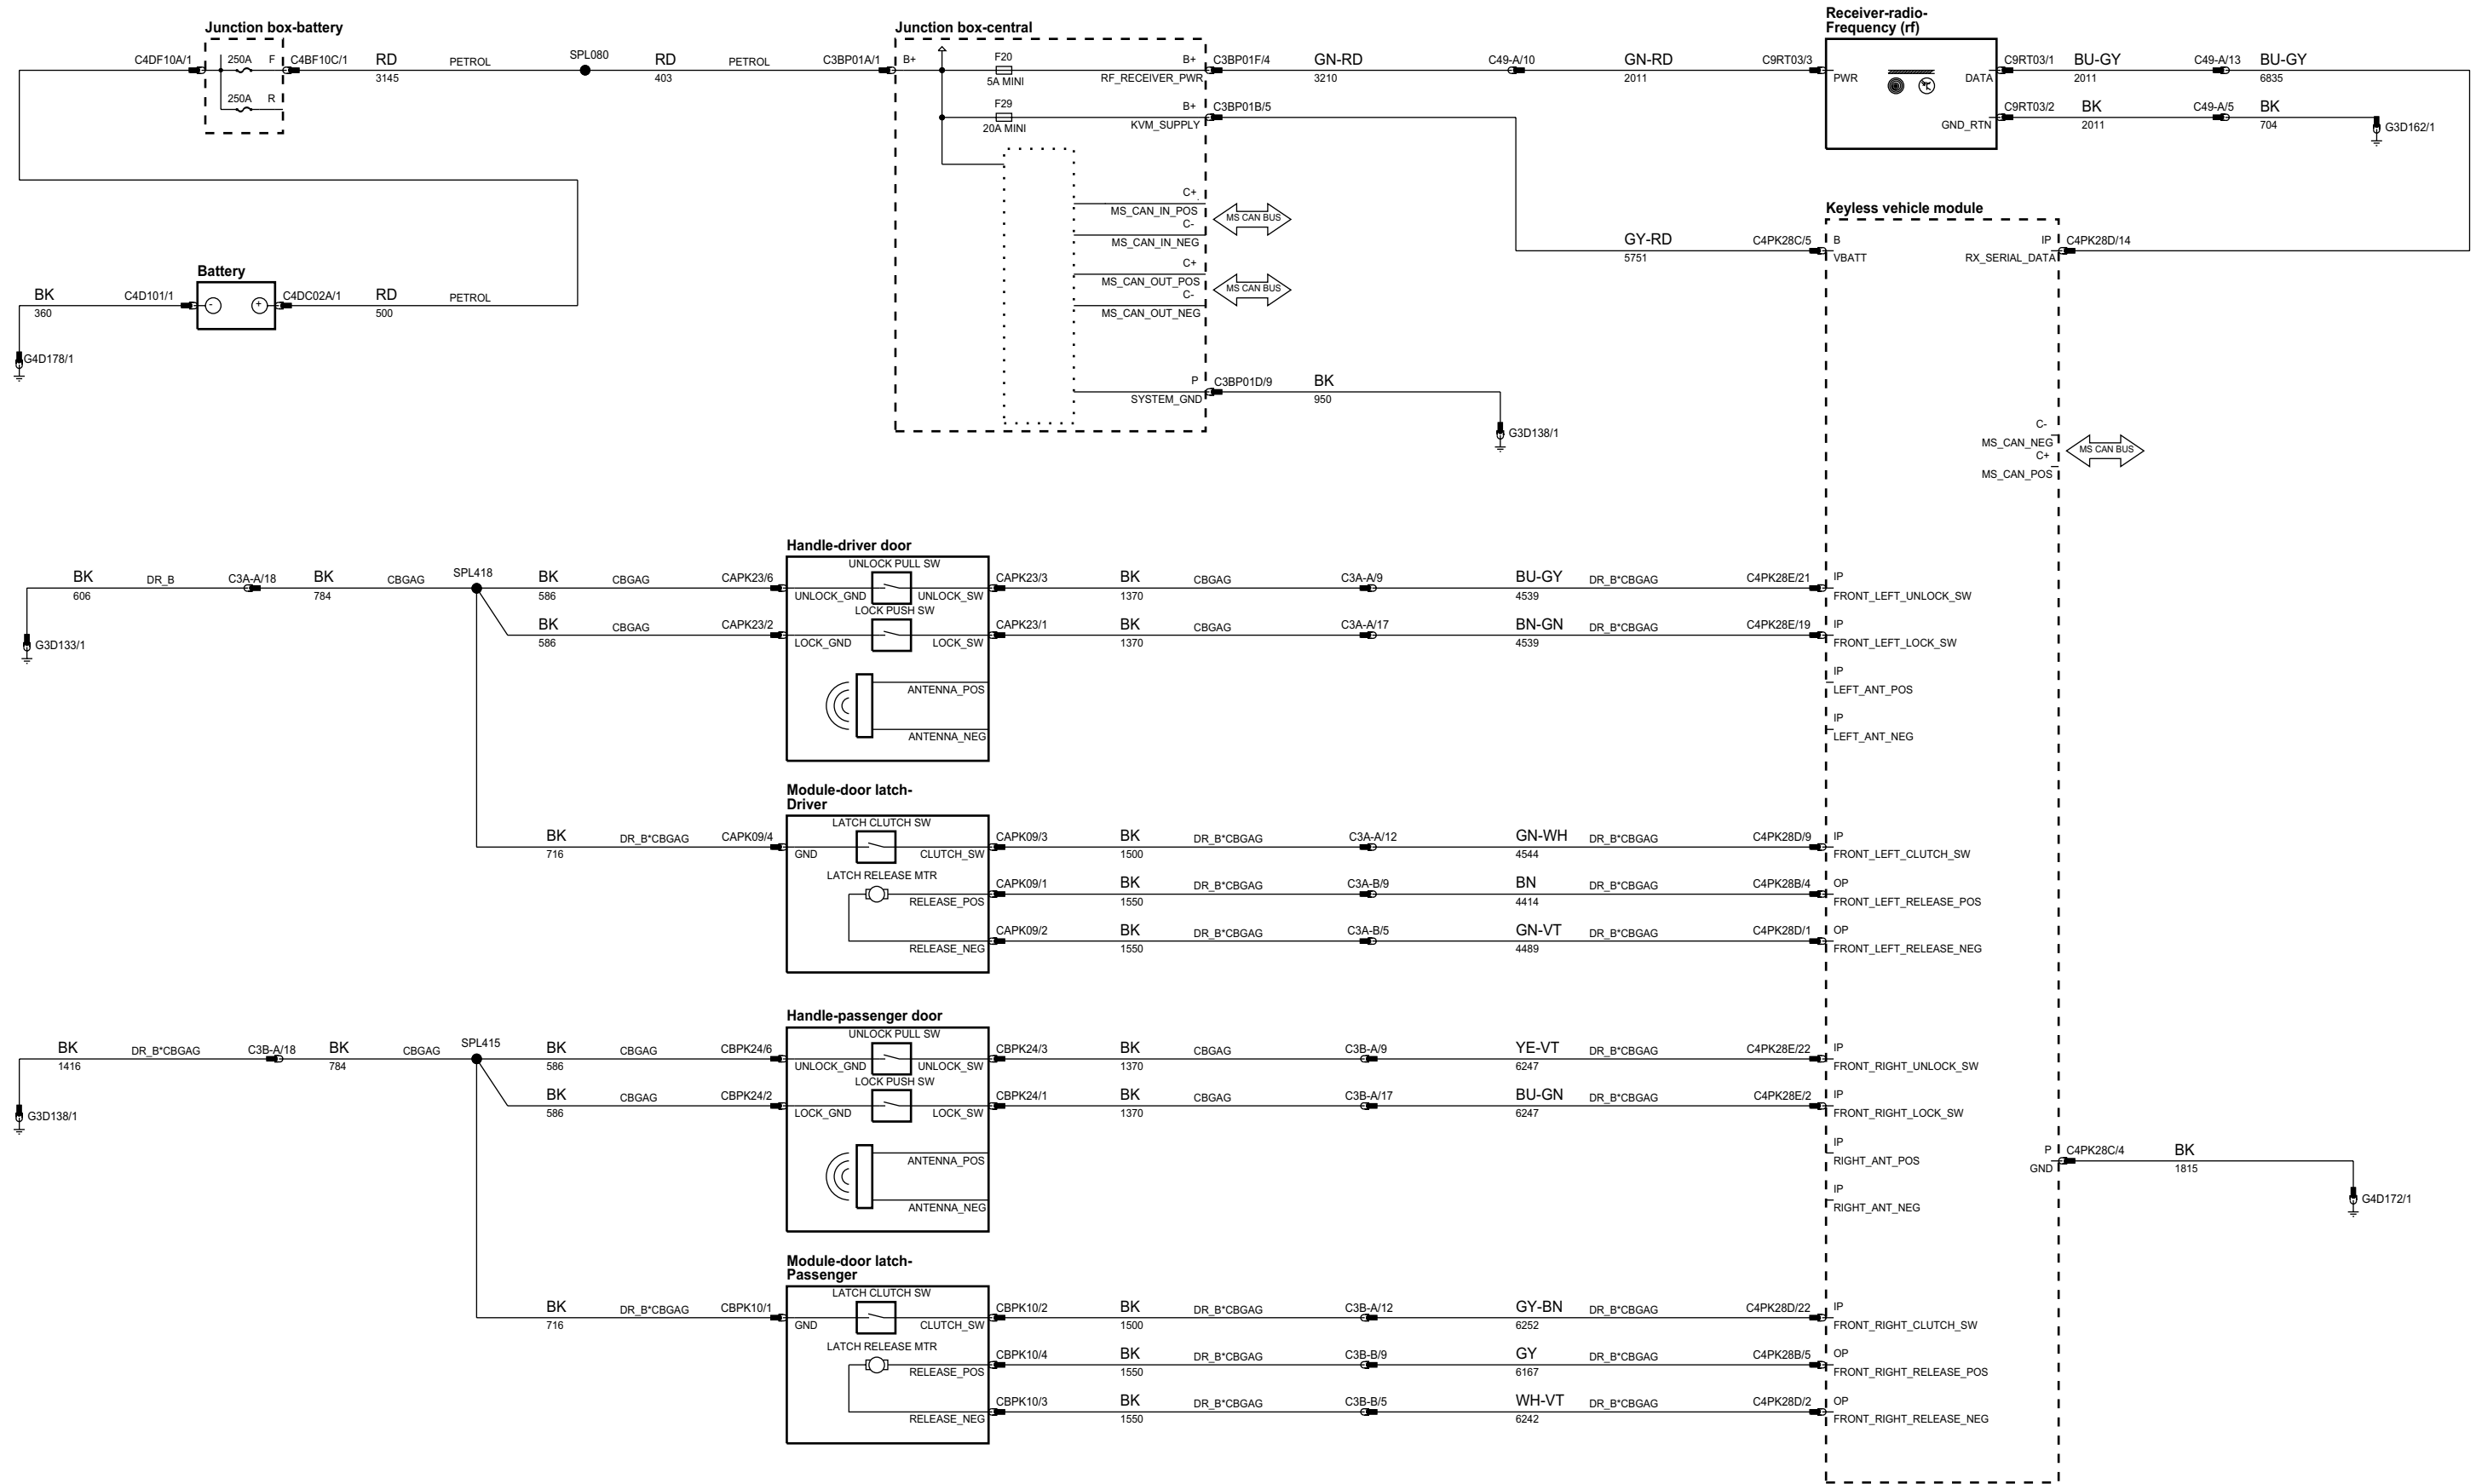 Junction box-battery
C4DF10A/1
250A
F
C4BF10C/1
RD
3145
PETROL
SPL080
RD
403
PETROL
C3BP01A/1
250A
R
Junction box-central
B+
F20
5A MINI
B+
RF_RECEIVER_PWR
C3BP01F/4
GN-RD
3210
C49-A/10
GN-RD
2011
C9RT03/3
F29
20A MINI
B+
KVM_SUPPLY
C3BP01B/5
C+
MS_CAN_IN_POS
C-
MS_CAN_IN_NEG
MS CAN BUS
C+
MS_CAN_OUT_POS
C-
MS_CAN_OUT_NEG
MS CAN BUS
P
SYSTEM_GND
C3BP01D/9
BK
950
G3D138/1
Receiver-radio-
Frequency (rf)
PWR
DATA
GND_RTN
C9RT03/1
BU-GY
2011
C49-A/13
BU-GY
6835
C9RT03/2
BK
2011
C49-A/5
BK
704
G3D162/1
Battery
BK
360
C4D101/1
-
+
C4DC02A/1
RD
500
PETROL
G4D178/1
Keyless vehicle module
GY-RD
5751
C4PK28C/5
B
VBATT
IP
RX_SERIAL_DATA
C4PK28D/14
C-
MS_CAN_NEG
C+
MS_CAN_POS
MS CAN BUS
Handle-driver door
BK
606
DR_B
C3A-A/18
BK
784
CBGAG
SPL418
BK
586
CBGAG
CAPK23/6
UNLOCK PULL SW
UNLOCK_GND
UNLOCK_SW
CAPK23/3
BK
1370
CBGAG
C3A-A/9
BU-GY
4539
DR_B*CBGAG
C4PK28E/21
IP
FRONT_LEFT_UNLOCK_SW
G3D133/1
BK
586
CBGAG
CAPK23/2
LOCK PUSH SW
LOCK_GND
LOCK_SW
CAPK23/1
BK
1370
CBGAG
C3A-A/17
BN-GN
4539
DR_B*CBGAG
C4PK28E/19
IP
FRONT_LEFT_LOCK_SW
ANTENNA_POS
IP
LEFT_ANT_POS
ANTENNA_NEG
IP
LEFT_ANT_NEG
Module-door latch-
Driver
BK
716
DR_B*CBGAG
CAPK09/4
LATCH CLUTCH SW
GND
CLUTCH_SW
CAPK09/3
BK
1500
DR_B*CBGAG
C3A-A/12
GN-WH
4544
DR_B*CBGAG
C4PK28D/9
IP
FRONT_LEFT_CLUTCH_SW
LATCH RELEASE MTR
RELEASE_POS
CAPK09/1
BK
1550
DR_B*CBGAG
C3A-B/9
BN
4414
DR_B*CBGAG
C4PK28B/4
OP
FRONT_LEFT_RELEASE_POS
RELEASE_NEG
CAPK09/2
BK
1550
DR_B*CBGAG
C3A-B/5
GN-VT
4489
DR_B*CBGAG
C4PK28D/1
OP
FRONT_LEFT_RELEASE_NEG
Handle-passenger door
BK
1416
DR_B*CBGAG
C3B-A/18
BK
784
CBGAG
SPL415
BK
586
CBGAG
CBPK24/6
UNLOCK PULL SW
UNLOCK_GND
UNLOCK_SW
CBPK24/3
BK
1370
CBGAG
C3B-A/9
YE-VT
6247
DR_B*CBGAG
C4PK28E/22
IP
FRONT_RIGHT_UNLOCK_SW
G3D138/1
BK
586
CBGAG
CBPK24/2
LOCK PUSH SW
LOCK_GND
LOCK_SW
CBPK24/1
BK
1370
CBGAG
C3B-A/17
BU-GN
6247
DR_B*CBGAG
C4PK28E/2
IP
FRONT_RIGHT_LOCK_SW
ANTENNA_POS
IP
RIGHT_ANT_POS
P
GND
C4PK28C/4
BK
1815
G4D172/1
ANTENNA_NEG
IP
RIGHT_ANT_NEG
Module-door latch-
Passenger
BK
716
DR_B*CBGAG
CBPK10/1
LATCH CLUTCH SW
GND
CLUTCH_SW
CBPK10/2
BK
1500
DR_B*CBGAG
C3B-A/12
GY-BN
6252
DR_B*CBGAG
C4PK28D/22
IP
FRONT_RIGHT_CLUTCH_SW
LATCH RELEASE MTR
RELEASE_POS
CBPK10/4
BK
1550
DR_B*CBGAG
C3B-B/9
GY
6167
DR_B*CBGAG
C4PK28B/5
OP
FRONT_RIGHT_RELEASE_POS
RELEASE_NEG
CBPK10/3
BK
1550
DR_B*CBGAG
C3B-B/5
WH-VT
6242
DR_B*CBGAG
C4PK28D/2
OP
FRONT_RIGHT_RELEASE_NEG